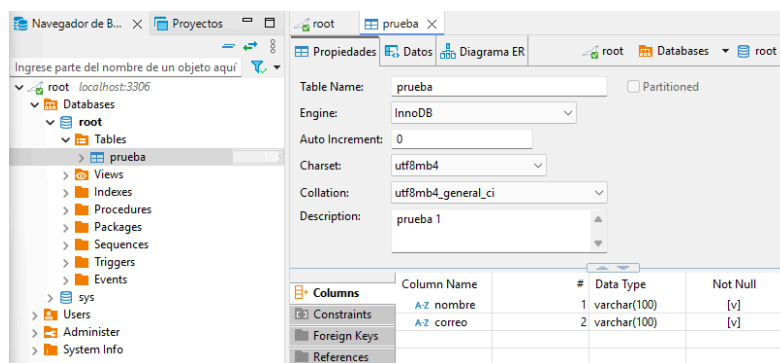 Navegador de B... Proyectos
Ingrese parte del nombre de un objeto aquí
root localhost:3306
Databases
root
Tables
prueba
Views
Indexes
Procedures
Packages
Sequences
Triggers
Events
sys
Users
Administer
System Info
root prueba
Propiedades Datos Diagrama ER root Databases root
Table Name: prueba Partitioned
Engine: InnoDB
Auto Increment: 0
Charset: utf8mb4
Collation: utf8mb4_general_ci
Description: prueba 1
Columns
Constraints
Foreign Keys
References
Column Name # Data Type Not Null
A-Z nombre 1 varchar(100) [v]
A-Z correo 2 varchar(100) [v]